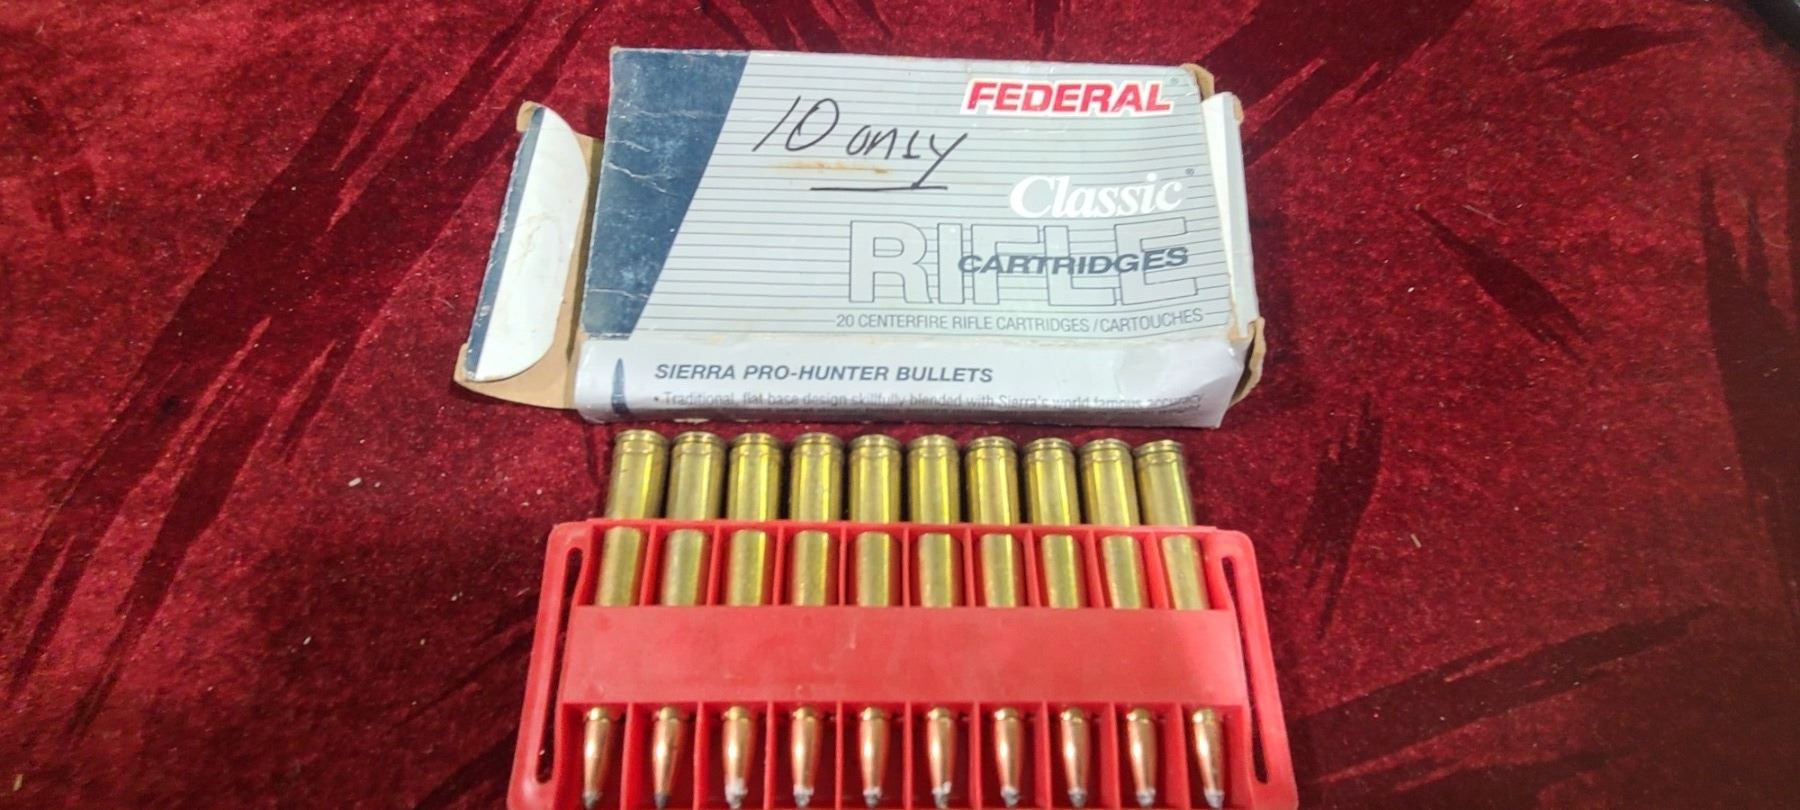 FEDERAL®
10 only
Classic®
RIFLE
CARTRIDGES
20 CENTERFIRE RIFLE CARTRIDGES / CARTOUCHES
SIERRA PRO-HUNTER BULLETS
• Traditional, flat base design skillfully blended with Sierra's world famous accuracy